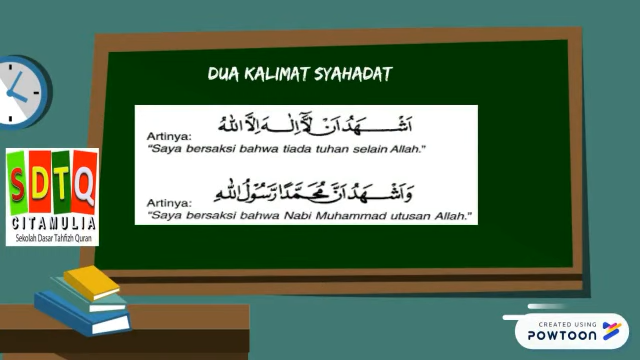 DUA KALIMAT SYAHADAT
اَشْهَدُ اَنْ لَآ اِلٰهَ اِلَّا اللّٰهُ
Artinya:
"Saya bersaksi bahwa tiada tuhan selain Allah."
وَاَشْهَدُ اَنَّ مُحَمَّدًا رَّسُوْلُ اللّٰهِ
Artinya:
"Saya bersaksi bahwa Nabi Muhammad utusan Allah."
SDTQ
CITAMULIA
Sekolah Dasar Tahfizh Quran
CREATED USING
POWTOON